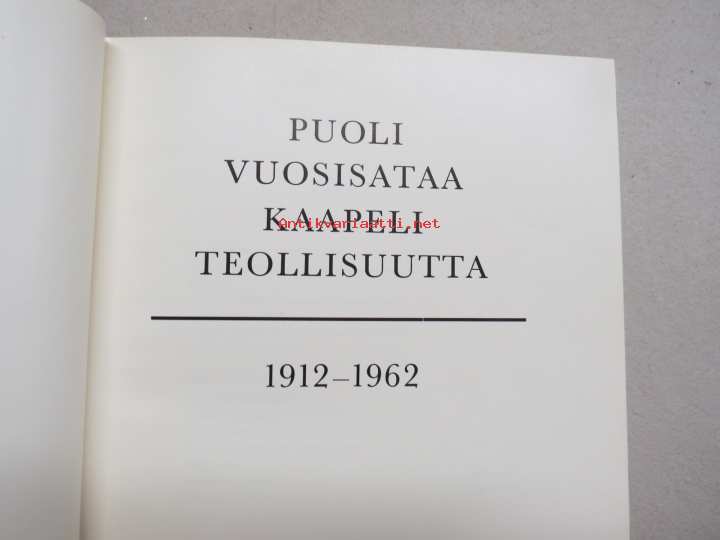 PUOLI
VUOSISATAA
KAAPELI
Antikvariaatti.net
TEOLLISUUTTA
1912–1962